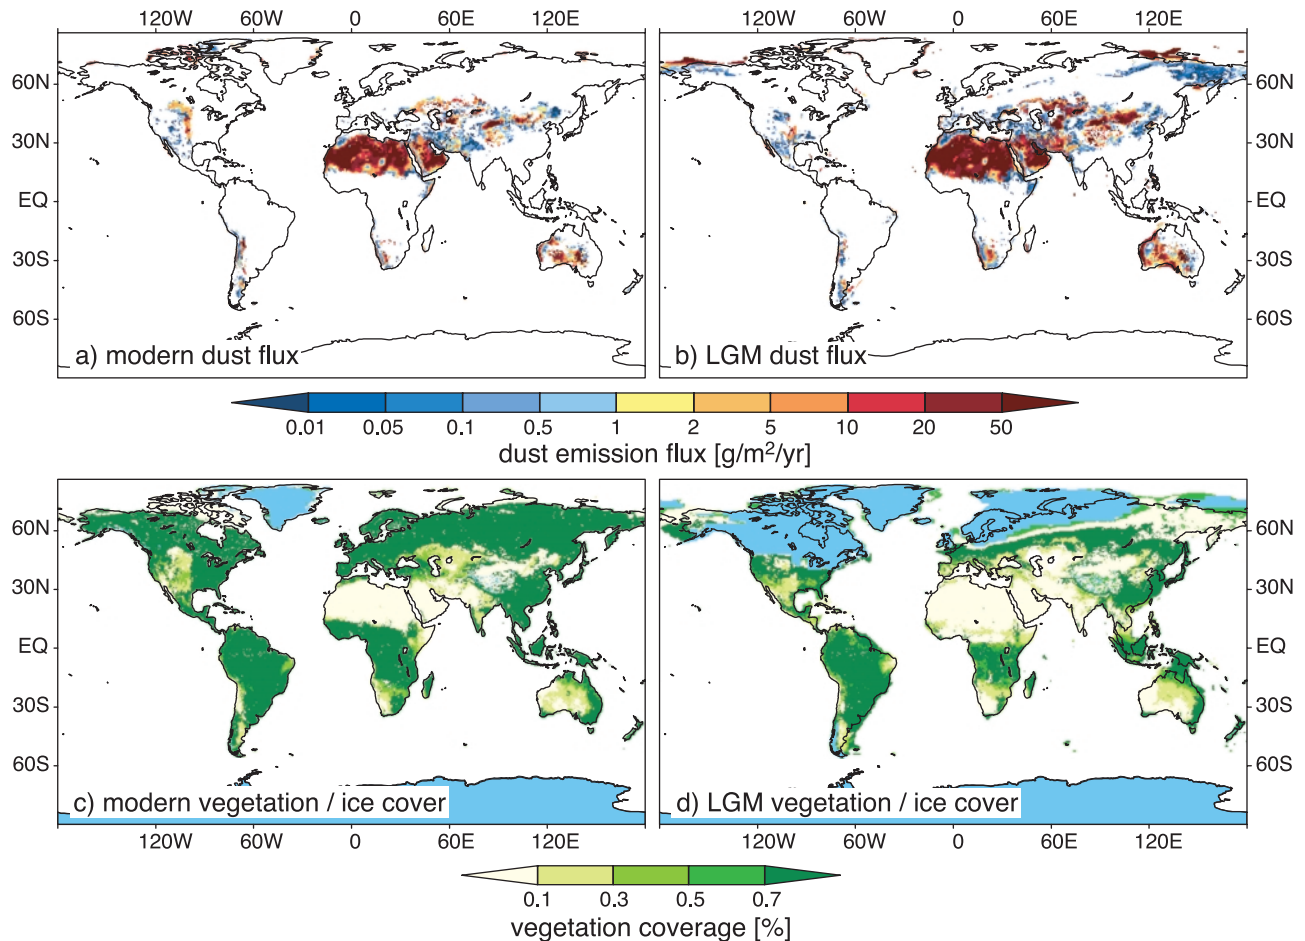 120W 60W 0 60E 120E 120W 60W 0 60E 120E
60N 60N
30N 30N
EQ EQ
30S 30S
60S 60S
a) modern dust flux b) LGM dust flux
0.01 0.05 0.1 0.5 1 2 5 10 20 50
dust emission flux [g/m²/yr]
60N 60N
30N 30N
EQ EQ
30S 30S
60S 60S
c) modern vegetation / ice cover d) LGM vegetation / ice cover
120W 60W 0 60E 120E 120W 60W 0 60E 120E
0.1 0.3 0.5 0.7
vegetation coverage [%]